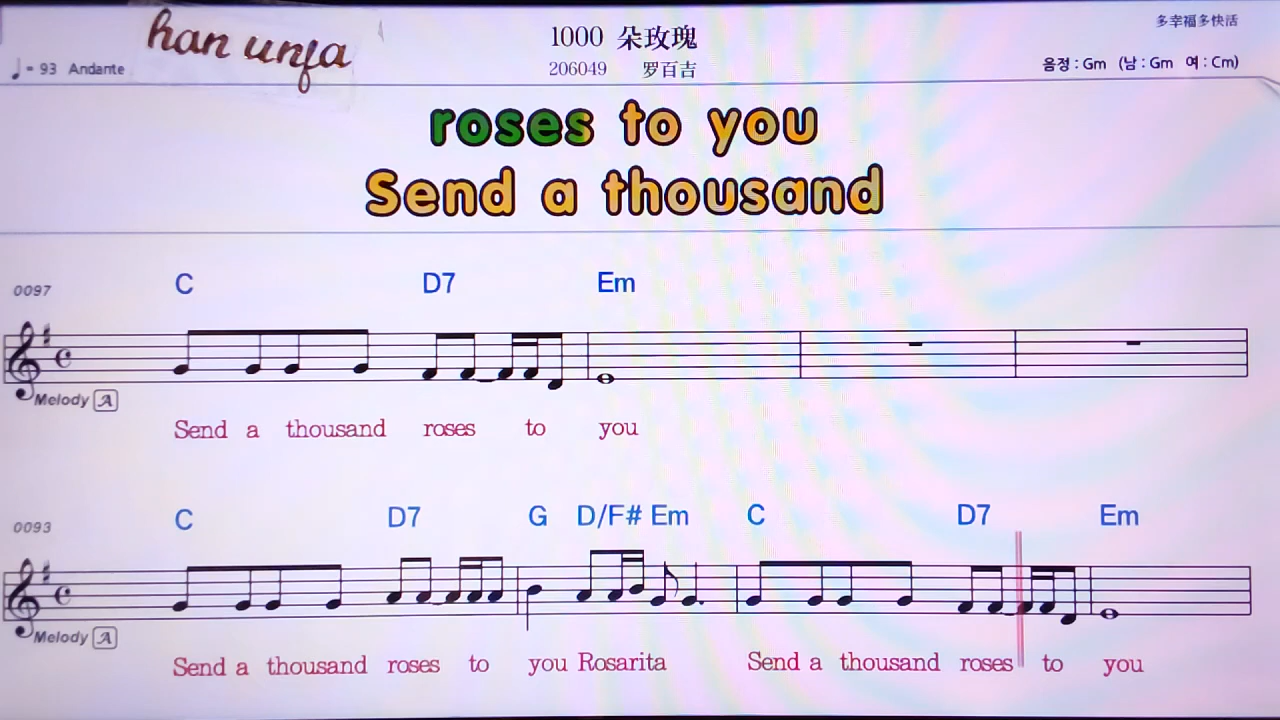 han unfa
1000 朵玫瑰
多幸福多快活
♩= 93 Andante
206049 罗百吉
음정 : Gm (남 : Gm 여 : Cm)
roses to you
Send a thousand
0097
C D7 Em
Melody A
Send a thousand roses to you
0093
C D7 G D/F# Em C D7 Em
Melody A
Send a thousand roses to you Rosarita Send a thousand roses to you